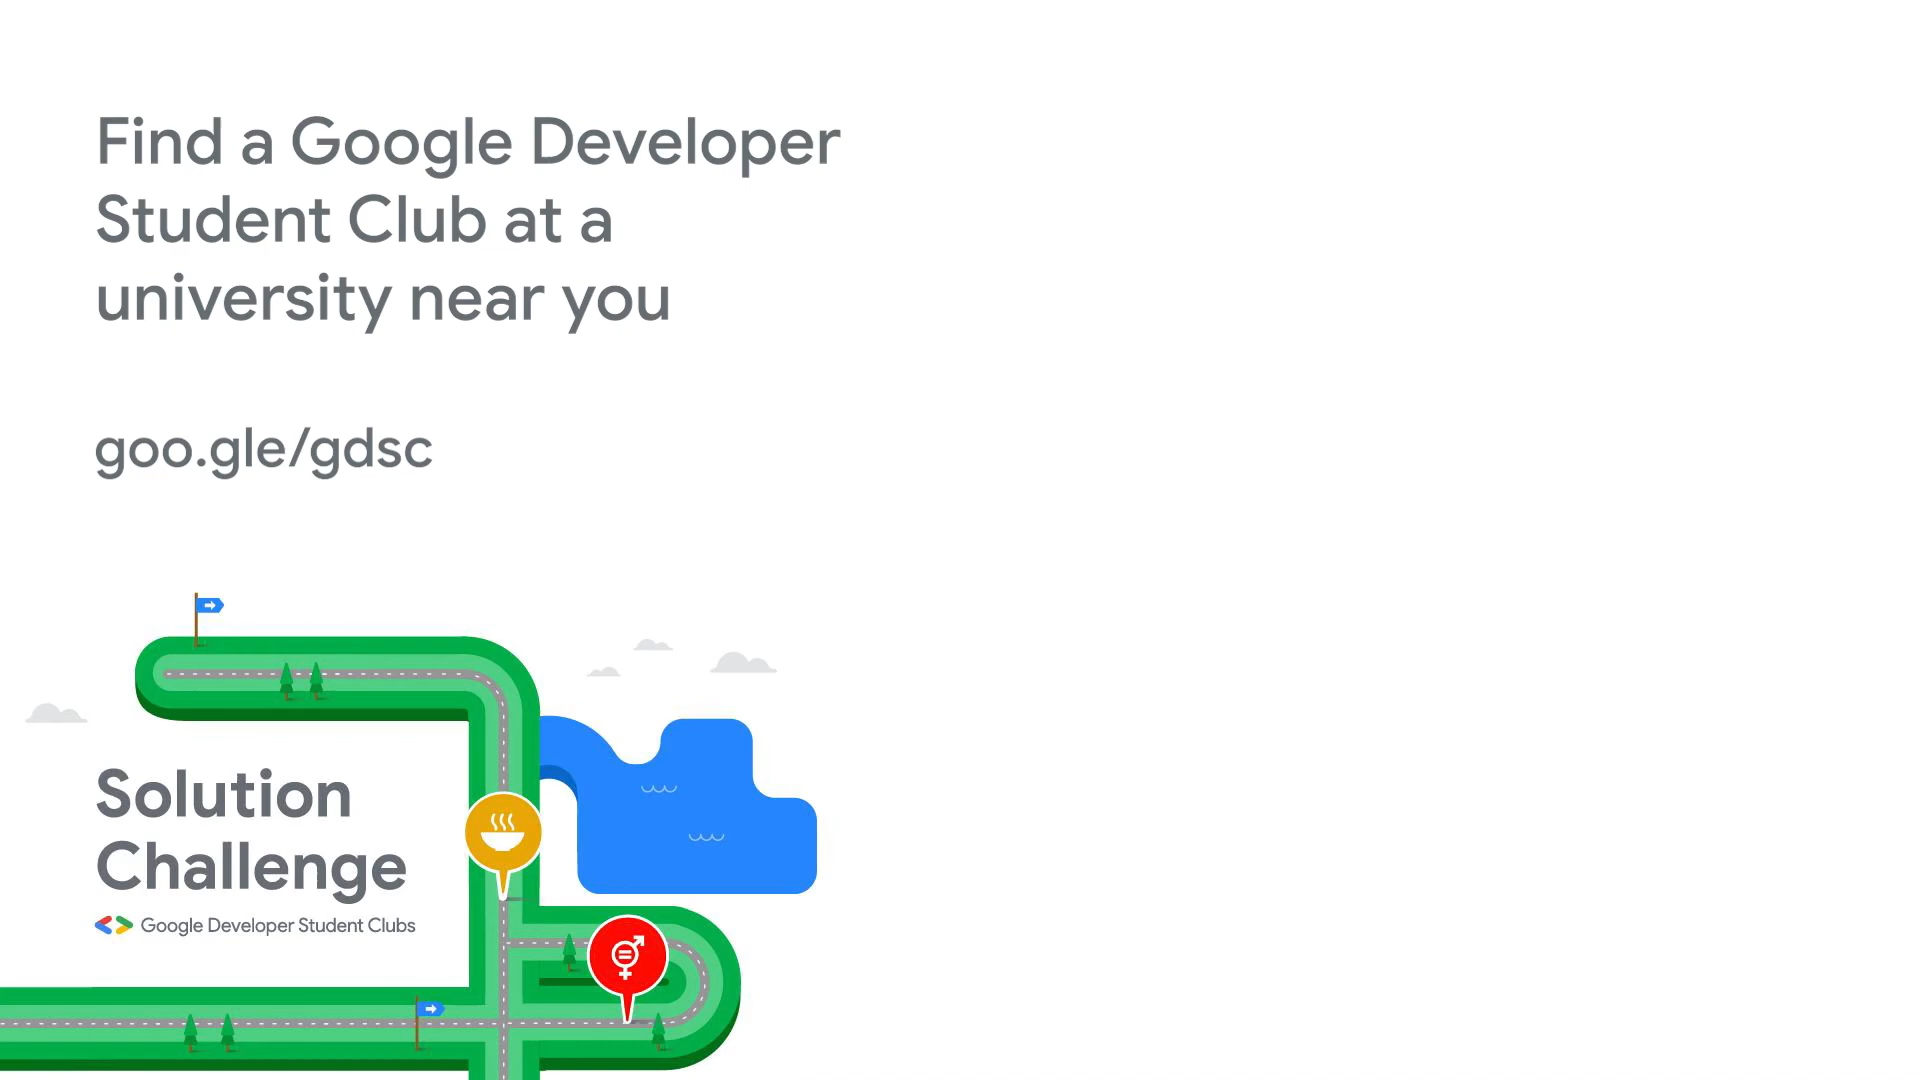 Find a Google Developer
Student Club at a
university near you
goo.gle/gdsc
Solution
Challenge
Google Developer Student Clubs